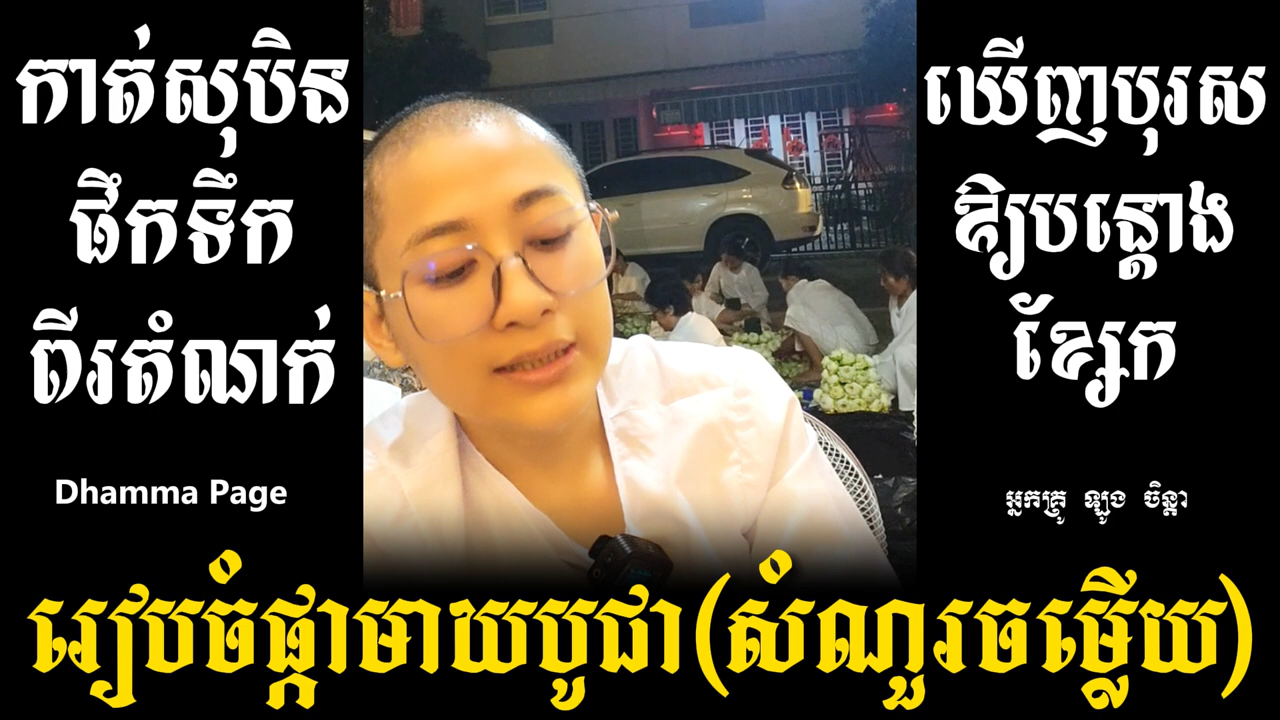 កាត់សុបិន
ផឹកទឹក
ពីរតំណក់
Dhamma Page
ឃើញបុរស
ឱ្យបន្តោង
ខ្សែក
អ្នកគ្រូ ឡុង ចិន្តា
រៀបចំផ្កាមាឃបូជា(សំណួរចម្លើយ)